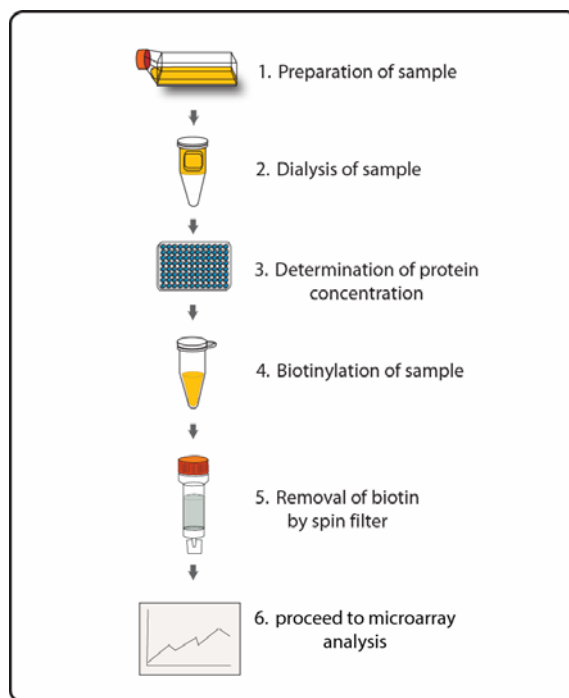 1. Preparation of sample
2. Dialysis of sample
3. Determination of protein
concentration
4. Biotinylation of sample
5. Removal of biotin
by spin filter
6. proceed to microarray
analysis